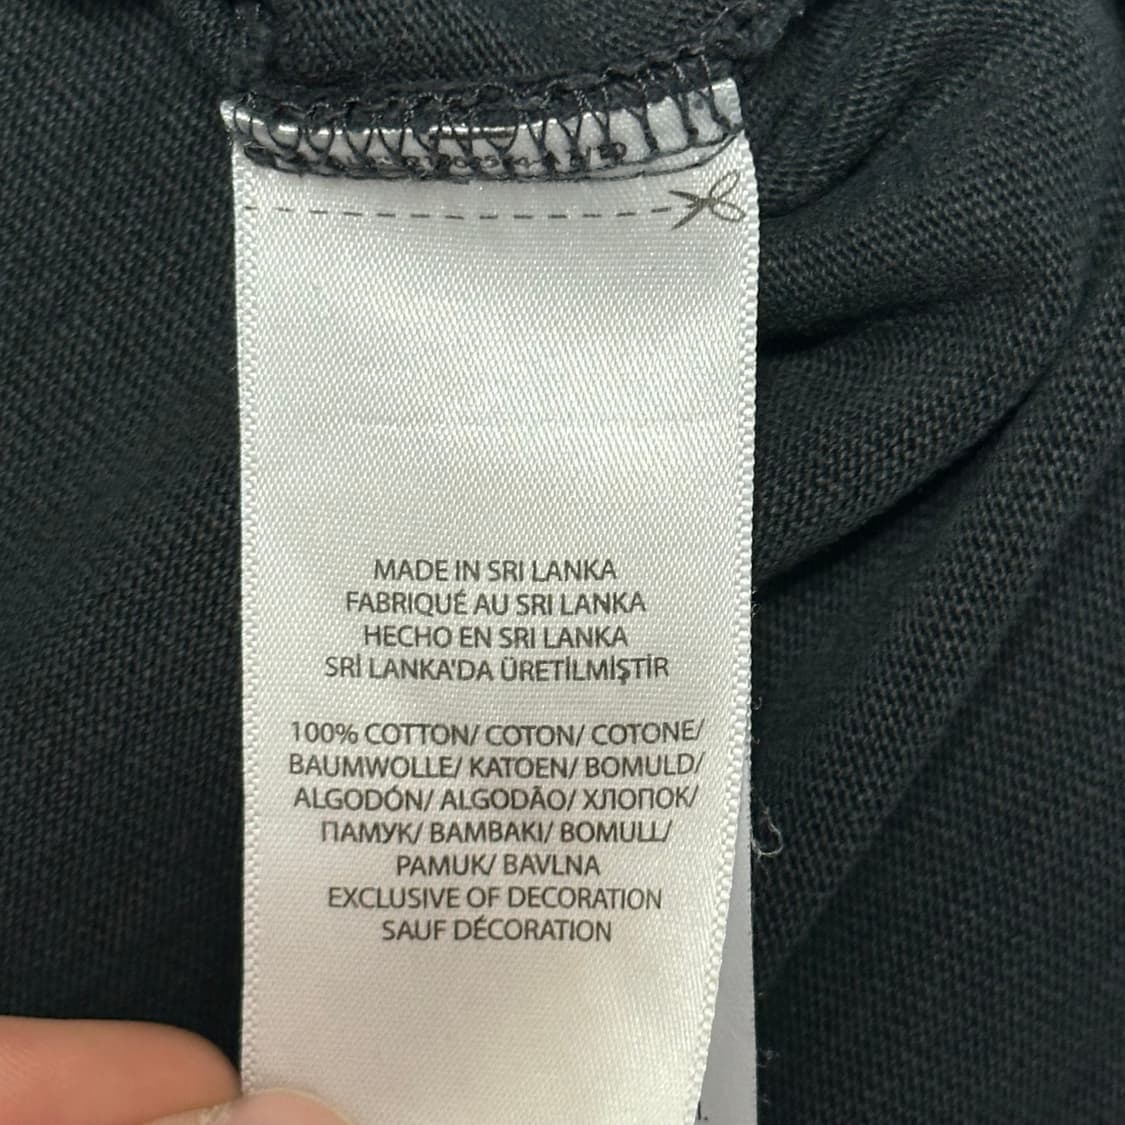 MADE IN SRI LANKA
FABRIQUÉ AU SRI LANKA
HECHO EN SRI LANKA
SRİ LANKA'DA ÜRETİLMİŞTİR
100% COTTON/ COTON/ COTONE/
BAUMWOLLE/ KATOEN/ BOMULD/
ALGODÓN/ ALGODÃO/ ХЛОПОК/
ПАМУК/ BAMBAKI/ BOMULL/
PAMUK/ BAVLNA
EXCLUSIVE OF DECORATION
SAUF DÉCORATION